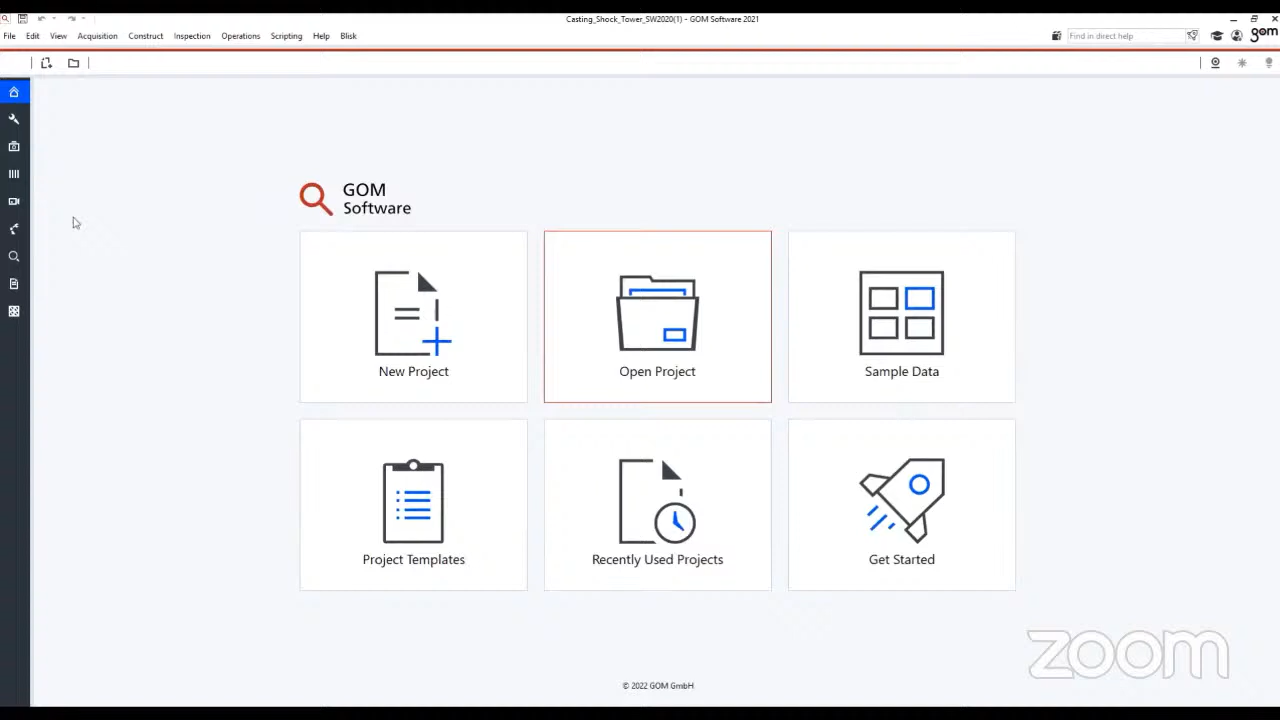 Casting_Shock_Tower_SW2020(1) - GOM Software 2021
File Edit View Acquisition Construct Inspection Operations Scripting Help Blisk
Find in direct help
gom
GOM
Software
New Project
Open Project
Sample Data
Project Templates
Recently Used Projects
Get Started
zoom
© 2022 GOM GmbH